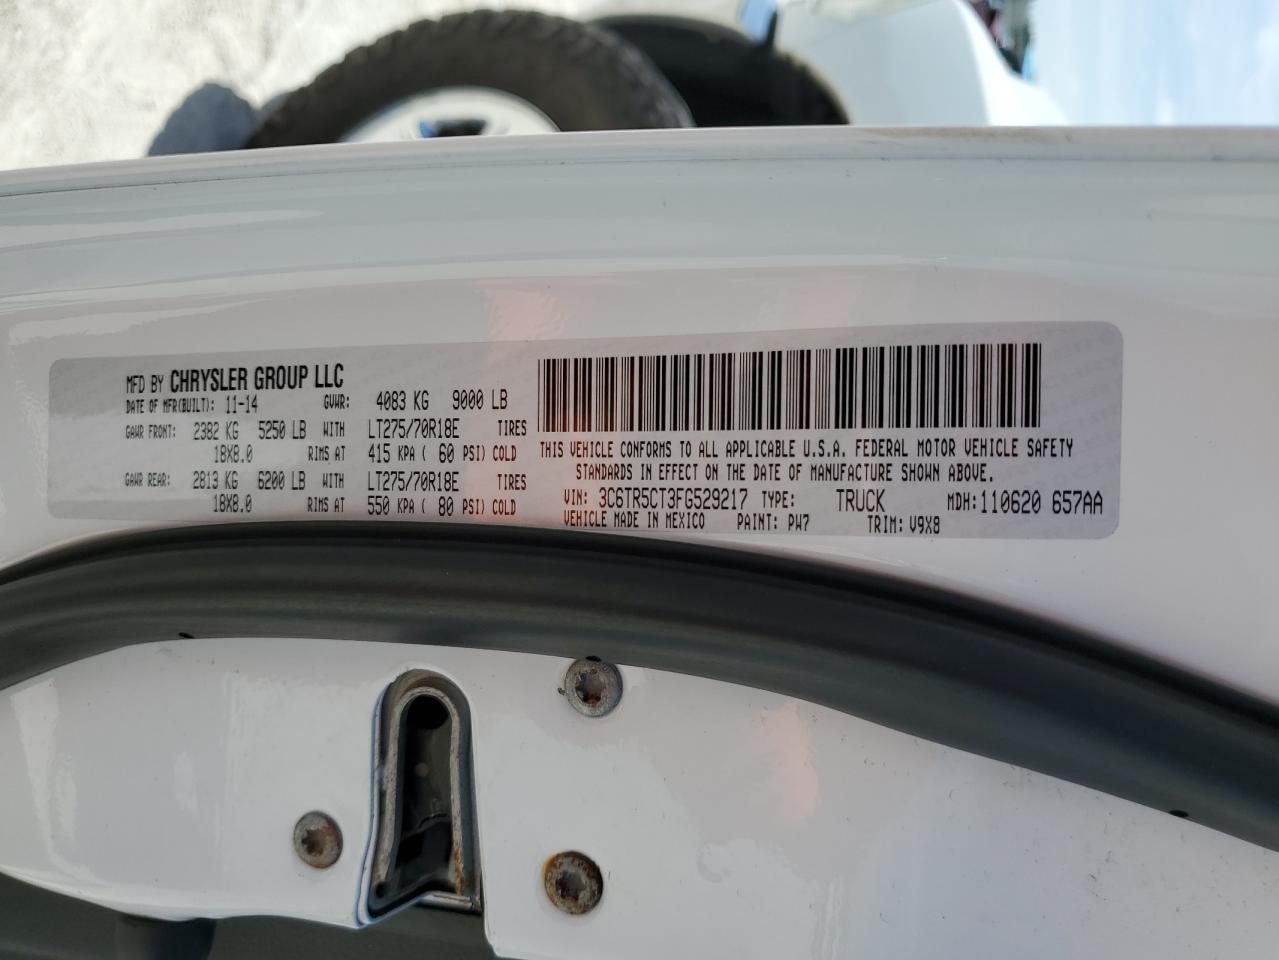 MFD BY CHRYSLER GROUP LLC
DATE OF MFR(BUILT): 11-14 GVWR: 4083 KG 9000 LB
GAWR FRONT: 2382 KG 5250 LB WITH LT275/70R18E TIRES
18X8.0 RIMS AT 415 KPA ( 60 PSI) COLD
GAWR REAR: 2813 KG 6200 LB WITH LT275/70R18E TIRES
18X8.0 RIMS AT 550 KPA ( 80 PSI) COLD
THIS VEHICLE CONFORMS TO ALL APPLICABLE U.S.A. FEDERAL MOTOR VEHICLE SAFETY
STANDARDS IN EFFECT ON THE DATE OF MANUFACTURE SHOWN ABOVE.
VIN: 3C6TR5CT3FG529217 TYPE: TRUCK MDH: 110620 657AA
VEHICLE MADE IN MEXICO PAINT: PW7 TRIM: V9X8